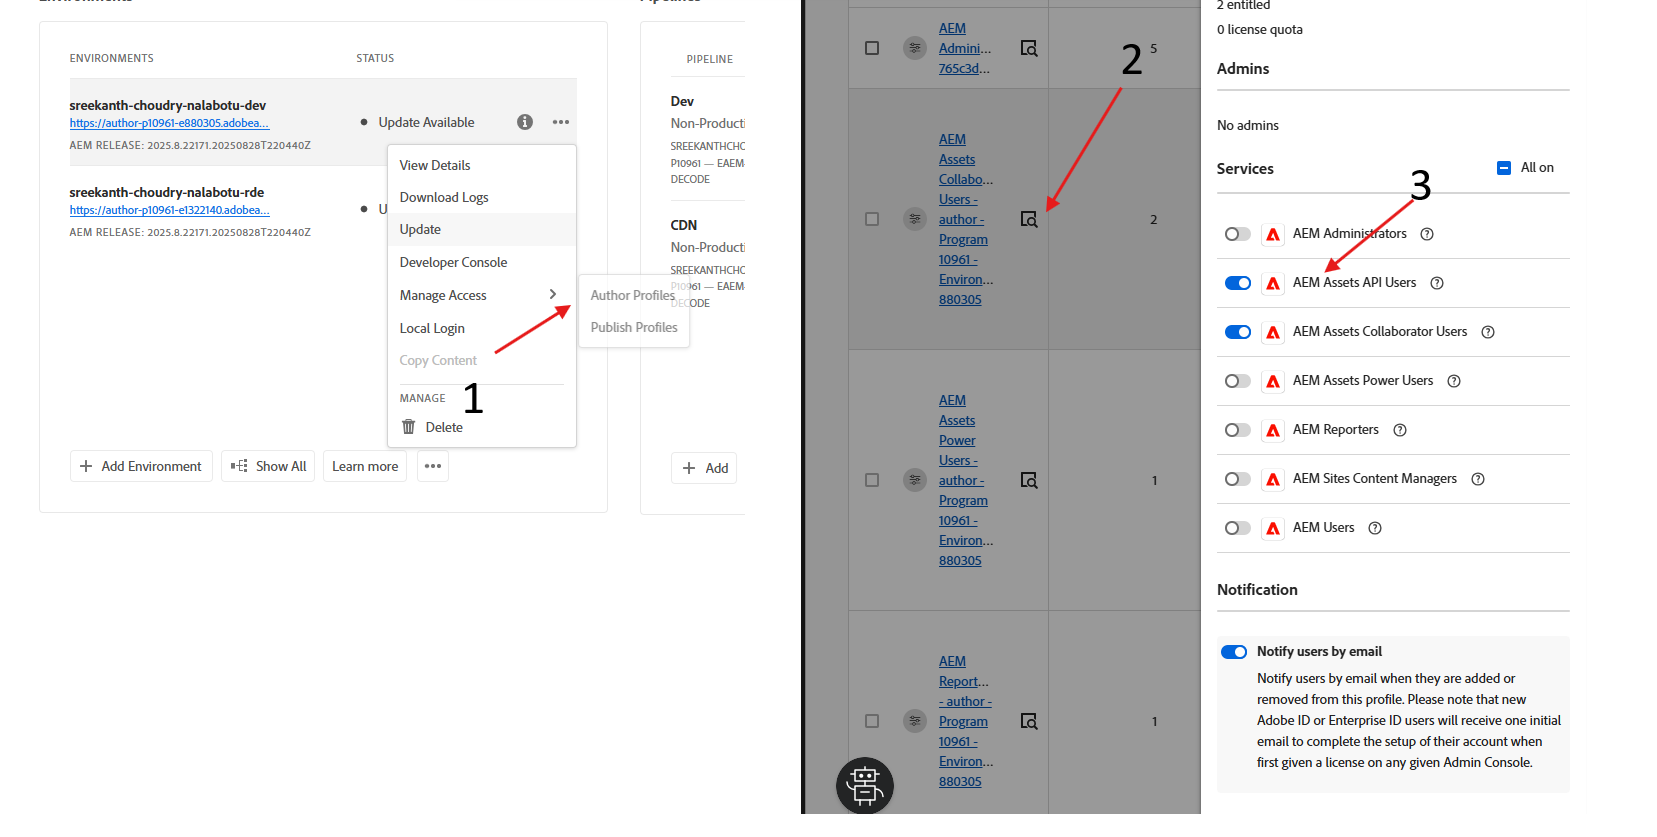 ENVIRONMENTS
STATUS
sreekanth-choudry-nalabotu-dev
https://author-p10961-e880305.adobea...
AEM RELEASE: 2025.8.22171.20250828T220440Z
Update Available
sreekanth-choudry-nalabotu-rde
https://author-p10961-e1322140.adobea...
AEM RELEASE: 2025.8.22171.20250828T220440Z
U
View Details
Download Logs
Update
Developer Console
Manage Access
Local Login
Copy Content
MANAGE
Delete
Author Profiles
Publish Profiles
1
Add Environment
Show All
Learn more
PIPELINE
Dev
Non-Producti
SREEKANTHCHC
P10961 — EAEM-
DECODE
CDN
Non-Producti
SREEKANTHCHC
P10961 — EAEM-
DECODE
Add
AEM
Admini...
765c3d...
5
2
AEM
Assets
Collabo...
Users -
author -
Program
10961 -
Environ...
880305
2
AEM
Assets
Power
Users -
author -
Program
10961 -
Environ...
880305
1
AEM
Report...
- author -
Program
10961 -
Environ...
880305
1
2 entitled
0 license quota
Admins
No admins
Services
All on
3
AEM Administrators
AEM Assets API Users
AEM Assets Collaborator Users
AEM Assets Power Users
AEM Reporters
AEM Sites Content Managers
AEM Users
Notification
Notify users by email
Notify users by email when they are added or
removed from this profile. Please note that new
Adobe ID or Enterprise ID users will receive one initial
email to complete the setup of their account when
first given a license on any given Admin Console.